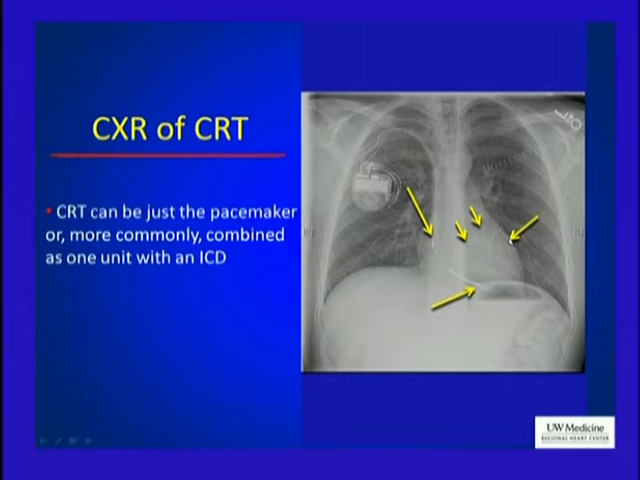 CXR of CRT
CRT can be just the pacemaker
or, more commonly, combined
as one unit with an ICD
UW Medicine
REGIONAL HEART CENTER